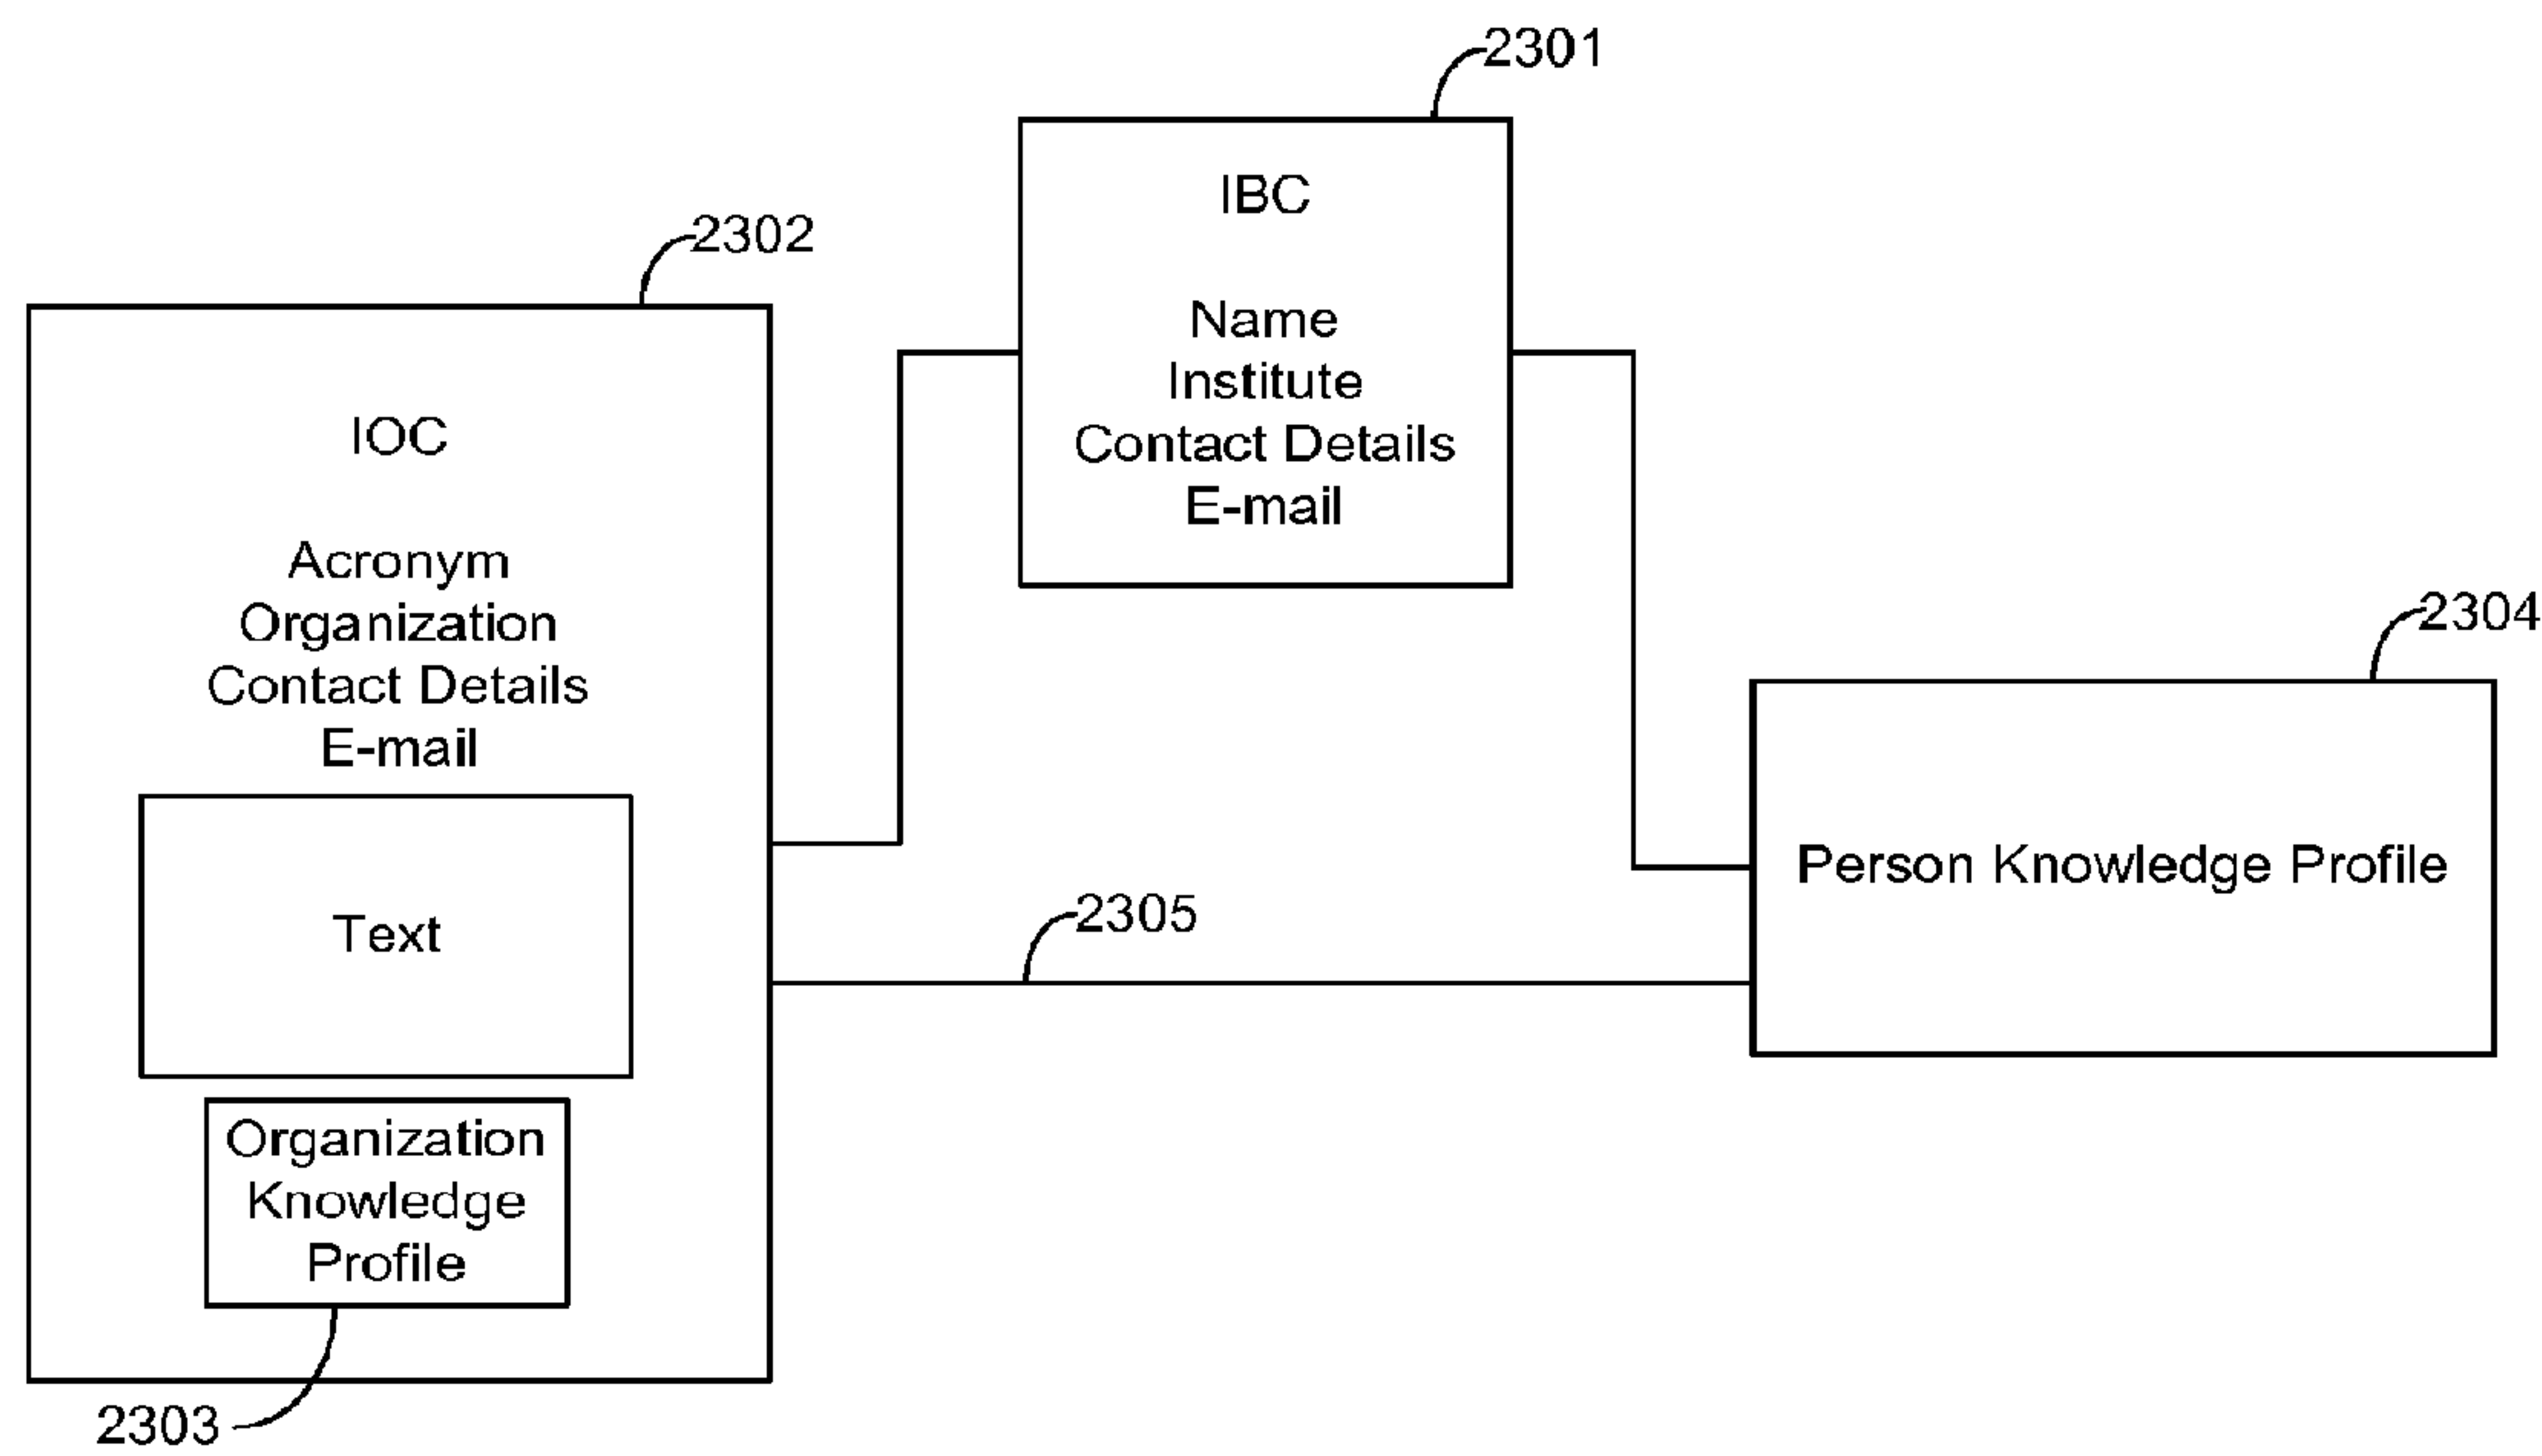 2301
IBC
Name
Institute
Contact Details
E-mail
2302
IOC
Acronym
Organization
Contact Details
E-mail
Text
Organization
Knowledge
Profile
2303
2304
Person Knowledge Profile
2305